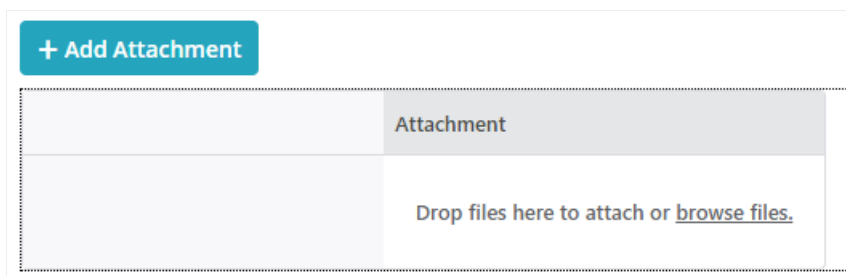 + Add Attachment
Attachment
Drop files here to attach or browse files.